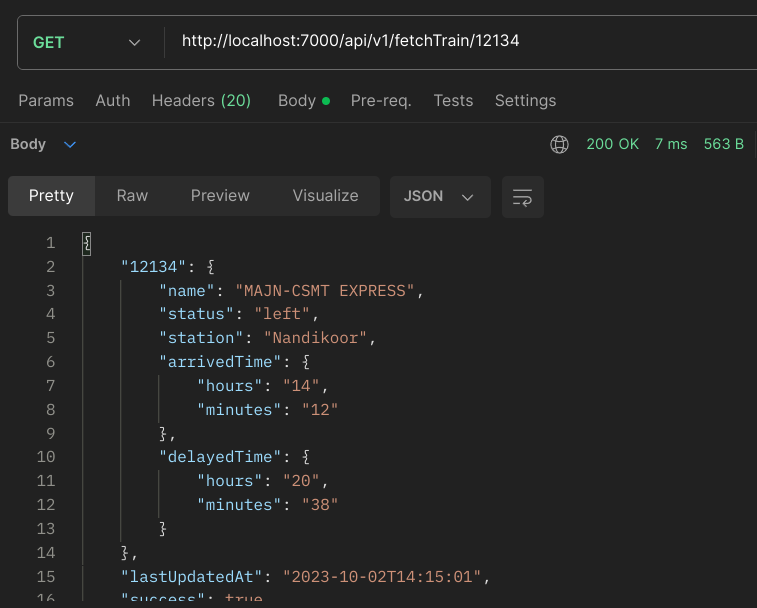 GET http://localhost:7000/api/v1/fetchTrain/12134
Params Auth Headers (20) Body Pre-req. Tests Settings
Body 200 OK 7 ms 563 B
Pretty Raw Preview Visualize JSON
1 {
2 "12134": {
3 "name": "MAJN-CSMT EXPRESS",
4 "status": "left",
5 "station": "Nandikoor",
6 "arrivedTime": {
7 "hours": "14",
8 "minutes": "12"
9 },
10 "delayedTime": {
11 "hours": "20",
12 "minutes": "38"
13 }
14 },
15 "lastUpdatedAt": "2023-10-02T14:15:01",
16 "success": true